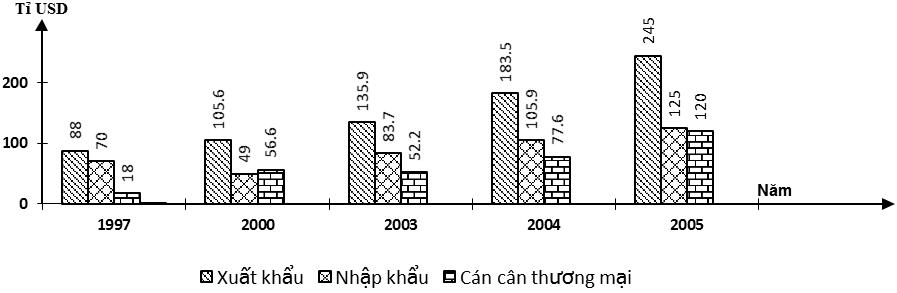 Tỉ USD
200
100
0
88 70 18
105.6 49 56.6
135.9 83.7 52.2
183.5 105.9 77.6
245 125 120
Năm
1997 2000 2003 2004 2005
Xuất khẩu Nhập khẩu Cán cân thương mại